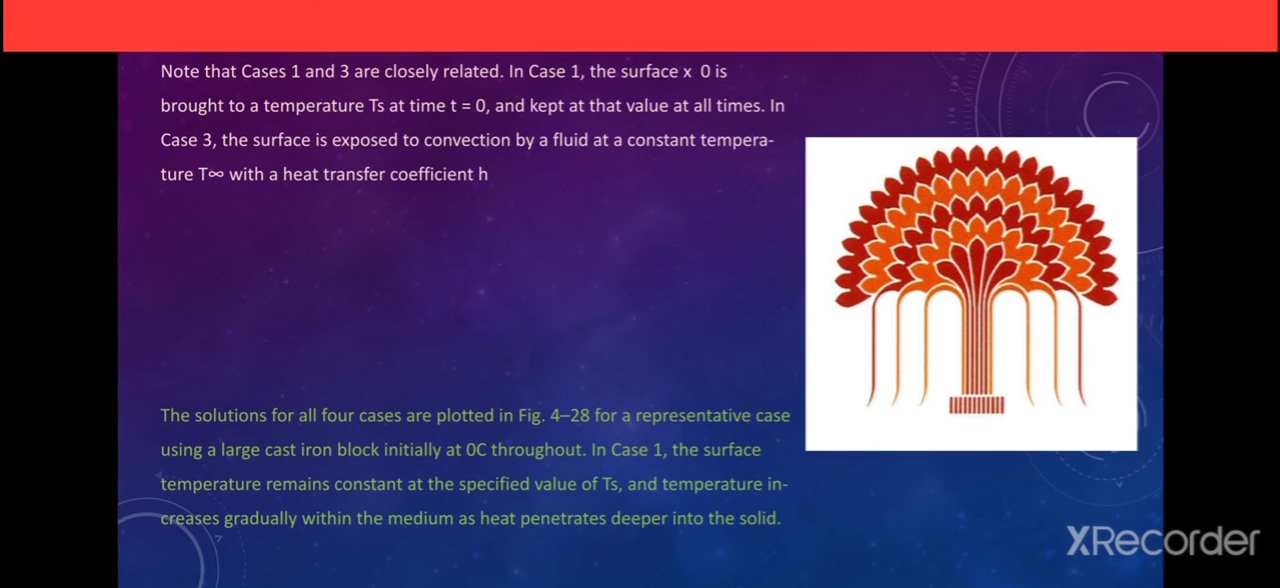 Note that Cases 1 and 3 are closely related. In Case 1, the surface x  0 is
brought to a temperature Ts at time t = 0, and kept at that value at all times. In
Case 3, the surface is exposed to convection by a fluid at a constant tempera-
ture T∞ with a heat transfer coefficient h
The solutions for all four cases are plotted in Fig. 4–28 for a representative case
using a large cast iron block initially at 0C throughout. In Case 1, the surface
temperature remains constant at the specified value of Ts, and temperature in-
creases gradually within the medium as heat penetrates deeper into the solid.
XRecorder